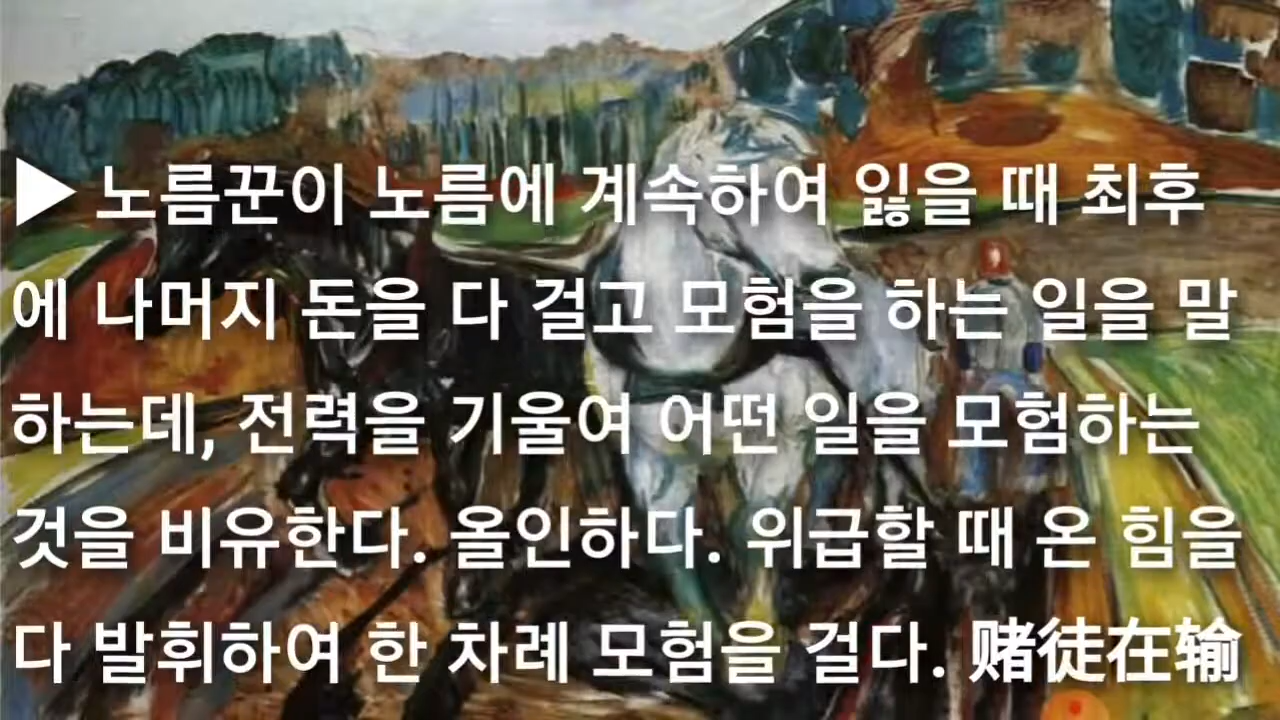 ▶ 노름꾼이 노름에 계속하여 잃을 때 최후
에 나머지 돈을 다 걸고 모험을 하는 일을 말
하는데, 전력을 기울여 어떤 일을 모험하는
것을 비유한다. 올인하다. 위급할 때 온 힘을
다 발휘하여 한 차례 모험을 걸다. 赌徒在输